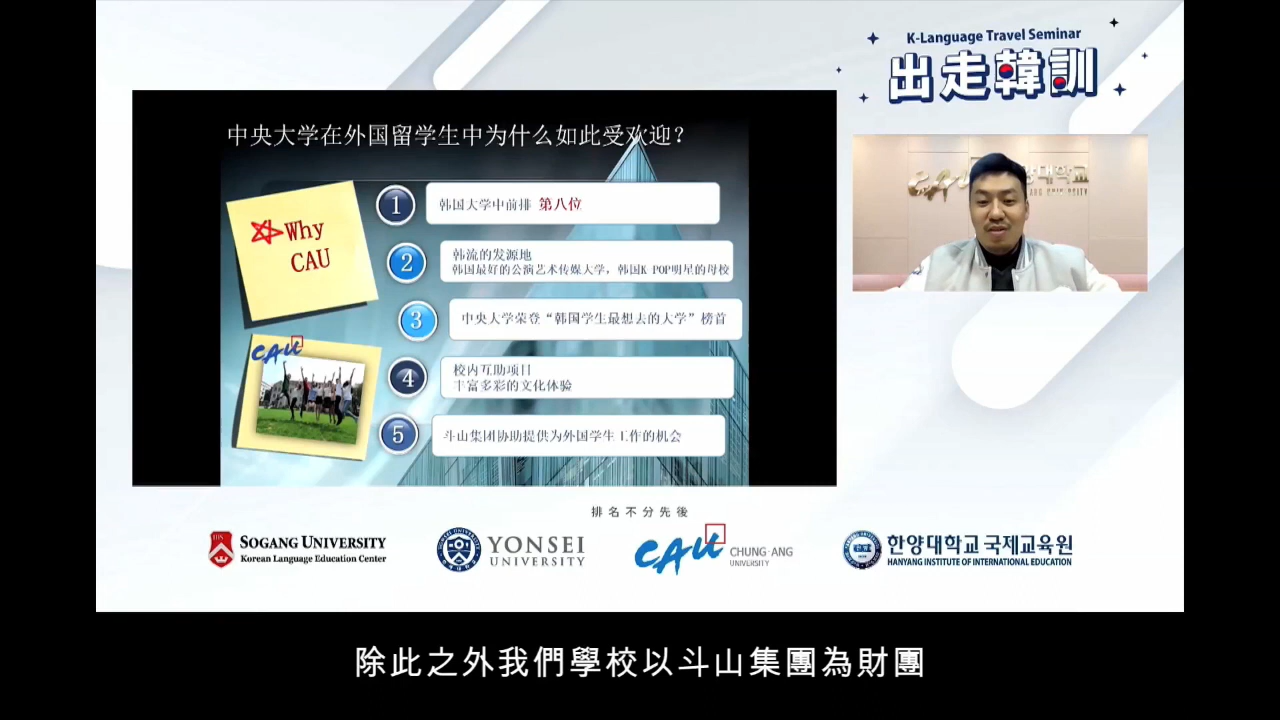 K-Language Travel Seminar
出走韓訓
中央大学在外国留学生中为什么如此受欢迎?
Why
CAU
1
韩国大学中前排 第八位
2
韩流的发源地
韩国最好的公演艺术传媒大学，韩国K POP明星的母校
3
中央大学荣登“韩国学生最想去的大学”榜首
CAU
4
校内互助项目
丰富多彩的文化体验
5
斗山集团协助提供为外国学生工作的机会
CAU
대학교
排名不分先後
SOGANG UNIVERSITY
Korean Language Education Center
YONSEI
UNIVERSITY
CAU
CHUNG-ANG
UNIVERSITY
한양대학교 국제교육원
HANYANG INSTITUTE OF INTERNATIONAL EDUCATION
除此之外我們學校以斗山集團為財團